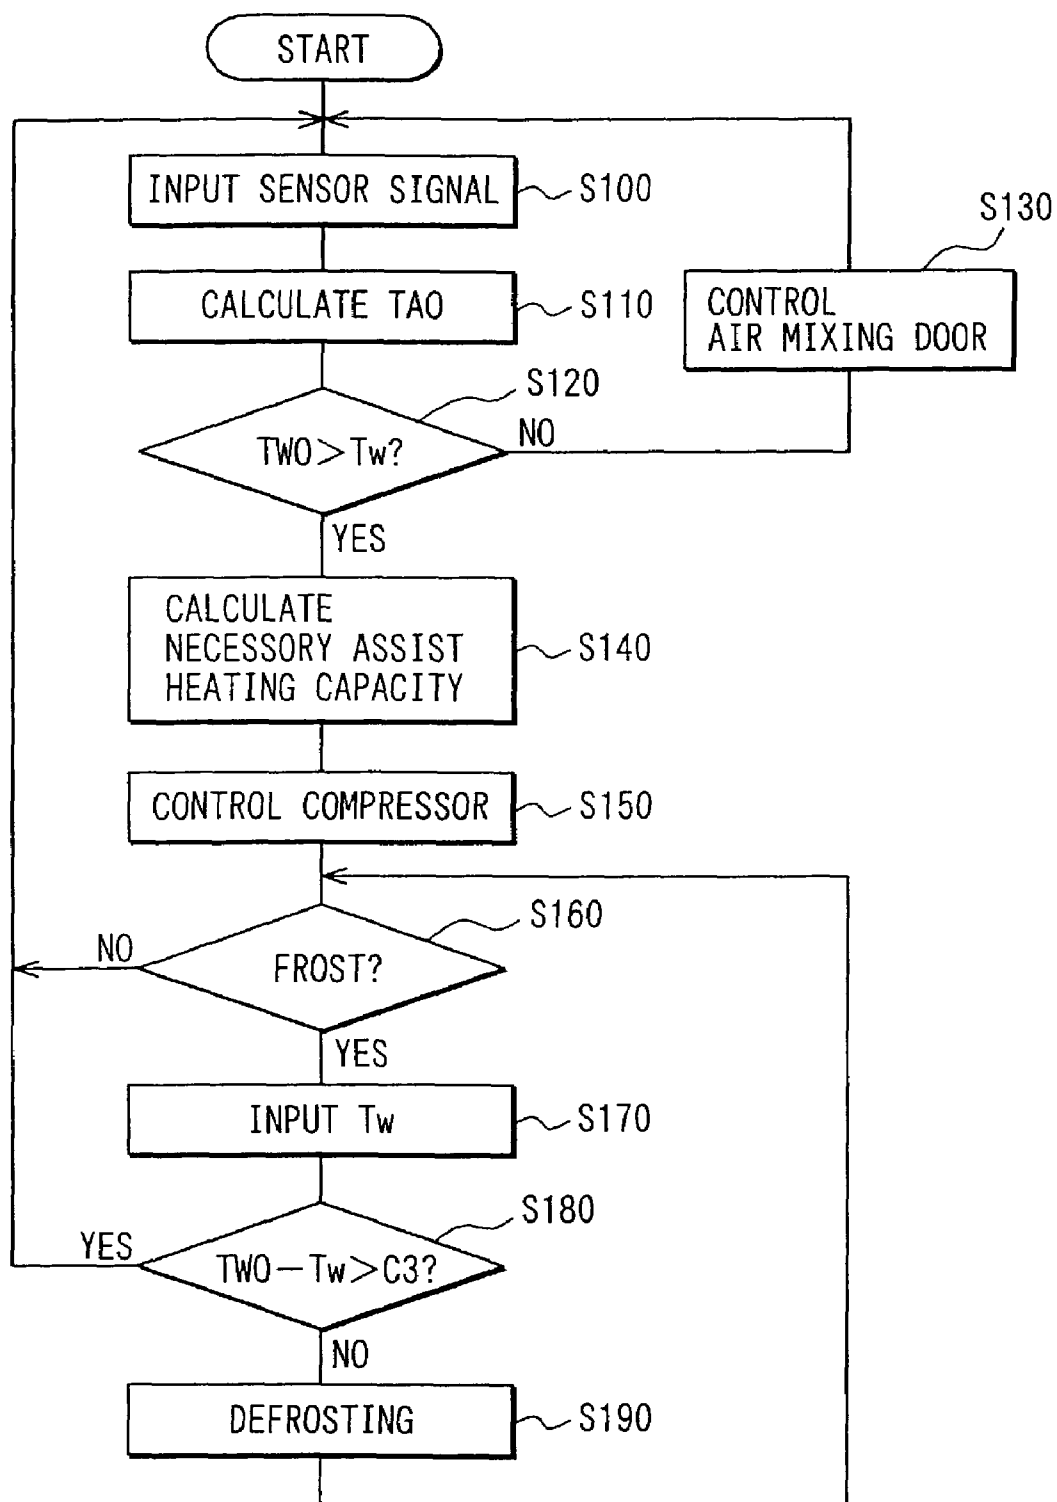 START
INPUT SENSOR SIGNAL
S100
CALCULATE TAO
S110
S130
CONTROL
AIR MIXING DOOR
S120
TWO>Tw?
NO
YES
CALCULATE
NECESSARY ASSIST
HEATING CAPACITY
S140
CONTROL COMPRESSOR
S150
S160
NO
FROST?
YES
INPUT Tw
S170
S180
YES
TWO-Tw>C3?
NO
DEFROSTING
S190